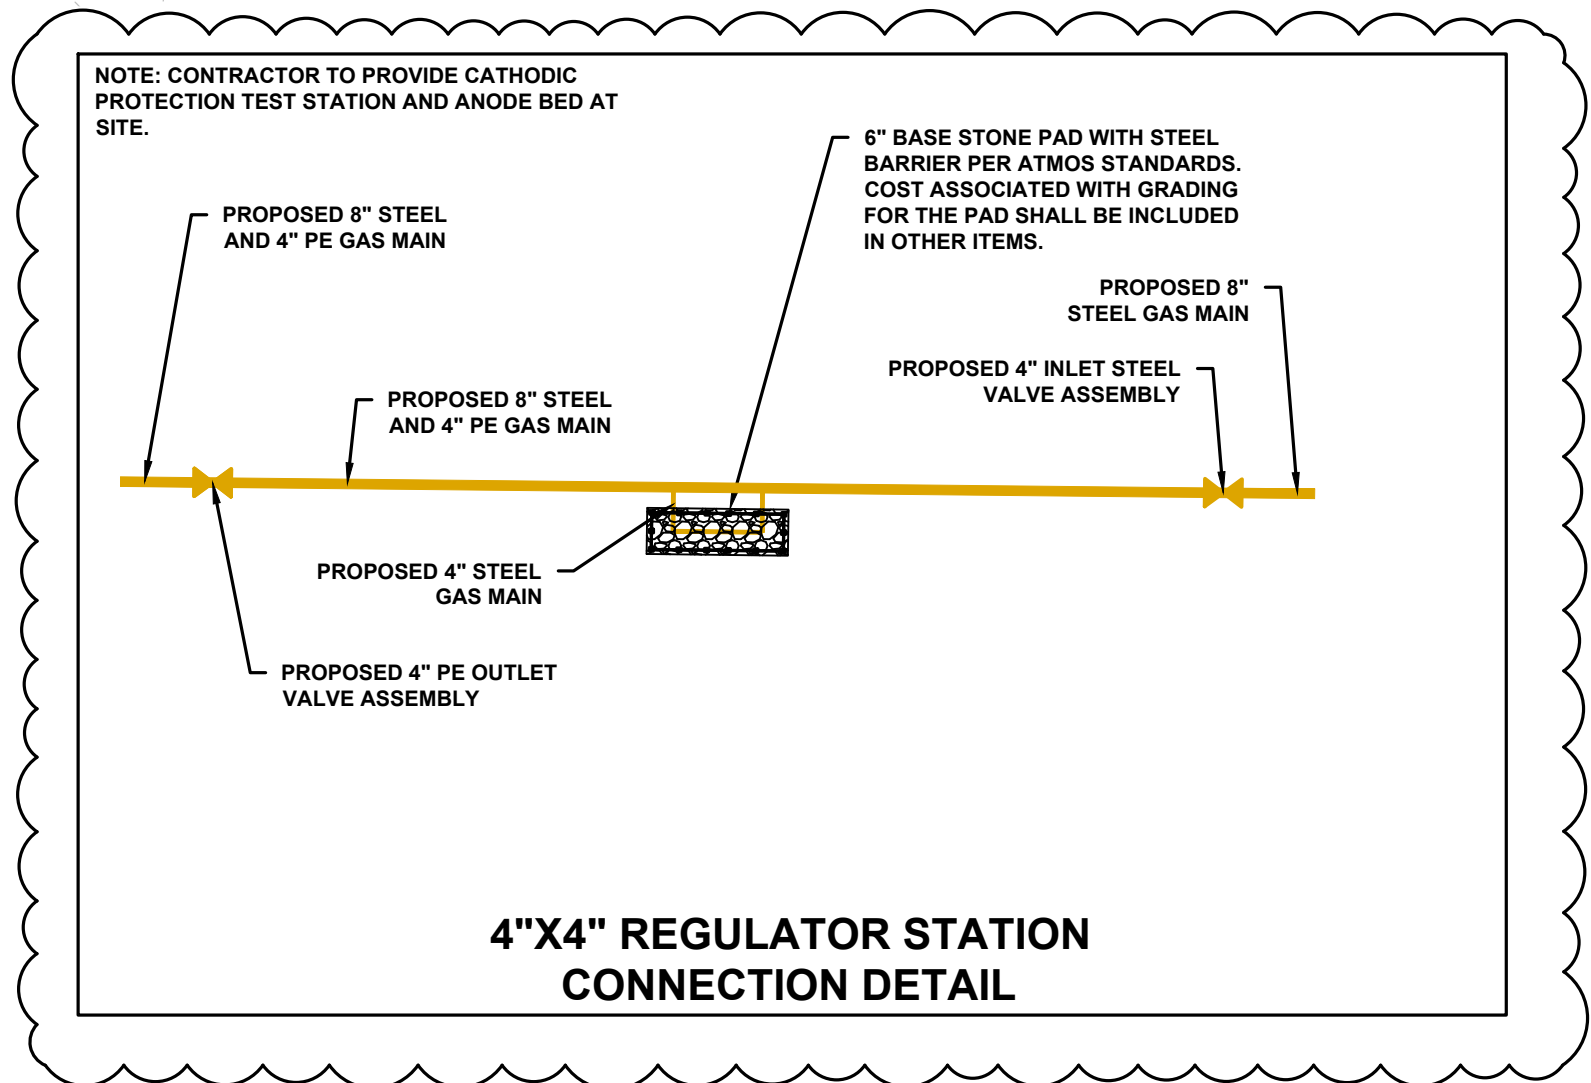 NOTE: CONTRACTOR TO PROVIDE CATHODIC
PROTECTION TEST STATION AND ANODE BED AT
SITE.
6" BASE STONE PAD WITH STEEL
BARRIER PER ATMOS STANDARDS.
COST ASSOCIATED WITH GRADING
FOR THE PAD SHALL BE INCLUDED
IN OTHER ITEMS.
PROPOSED 8" STEEL
AND 4" PE GAS MAIN
PROPOSED 8"
STEEL GAS MAIN
PROPOSED 4" INLET STEEL
VALVE ASSEMBLY
PROPOSED 8" STEEL
AND 4" PE GAS MAIN
PROPOSED 4" STEEL
GAS MAIN
PROPOSED 4" PE OUTLET
VALVE ASSEMBLY
4"X4" REGULATOR STATION
CONNECTION DETAIL